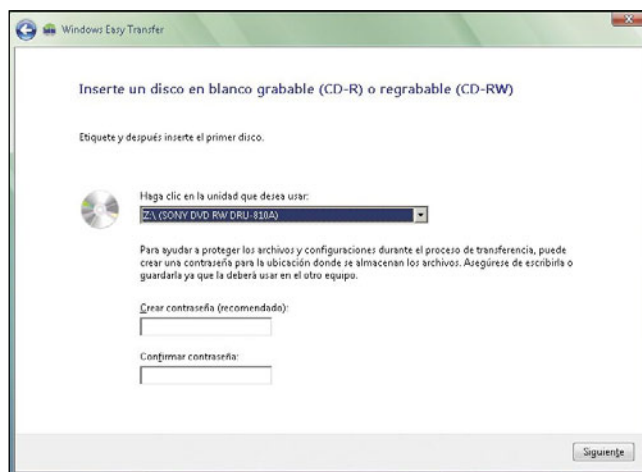 Windows Easy Transfer
Inserte un disco en blanco grabable (CD-R) o regrabable (CD-RW)
Etiquete y después inserte el primer disco.
Haga clic en la unidad que desea usar:
Z:\ (SONY DVD RW DRU-810A)
Para ayudar a proteger los archivos y configuraciones durante el proceso de transferencia, puede
crear una contraseña para la ubicación donde se almacenan los archivos. Asegúrese de escribirla o
guardarla ya que la deberá usar en el otro equipo.
Crear contraseña (recomendado):
Confirmar contraseña:
Siguiente